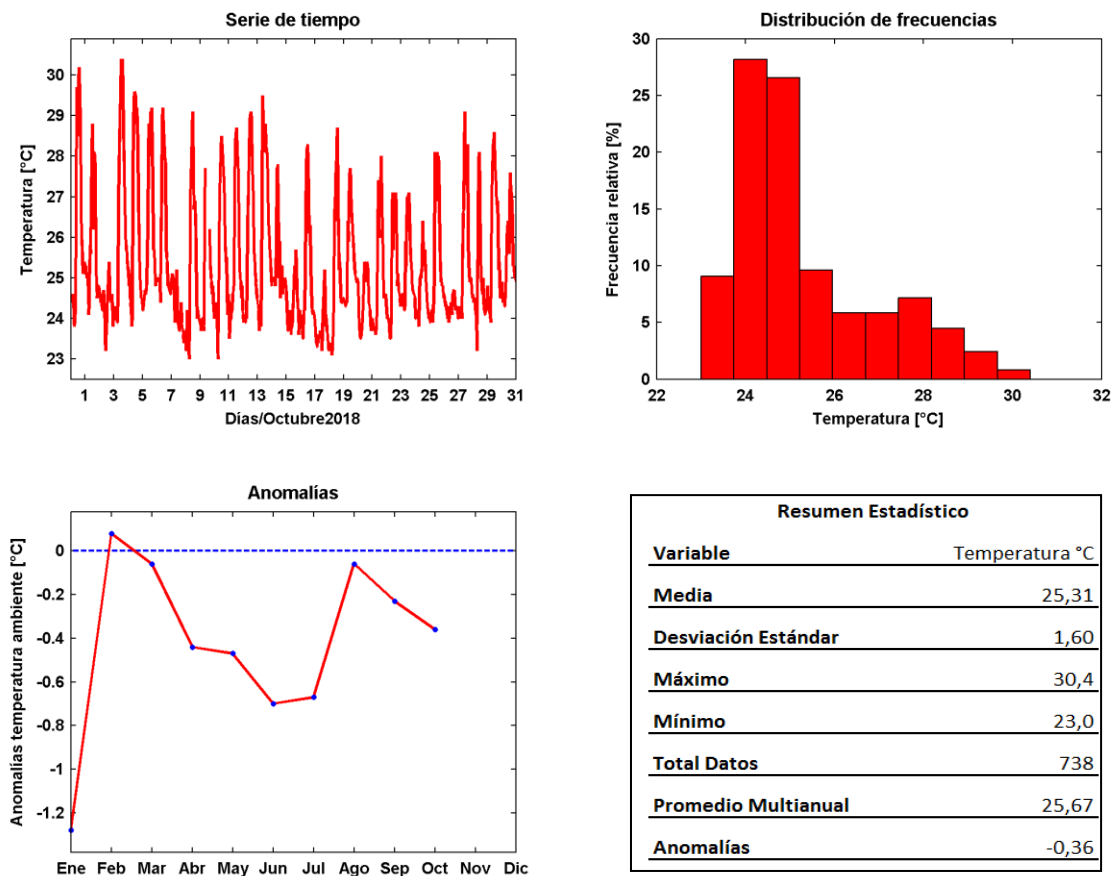 Serie de tiempo
Temperatura [°C]
30
29
28
27
26
25
24
23
1 3 5 7 9 11 13 15 17 19 21 23 25 27 29 31
Días/Octubre2018
Distribución de frecuencias
Frecuencia relativa [%]
30
25
20
15
10
5
0
22 24 26 28 30 32
Temperatura [°C]
Anomalías
Anomalías temperatura ambiente [°C]
0
-0.2
-0.4
-0.6
-0.8
-1
-1.2
Ene Feb Mar Abr May Jun Jul Ago Sep Oct Nov Dic
Resumen Estadístico
Variable Temperatura °C
Media 25,31
Desviación Estándar 1,60
Máximo 30,4
Mínimo 23,0
Total Datos 738
Promedio Multianual 25,67
Anomalías -0,36